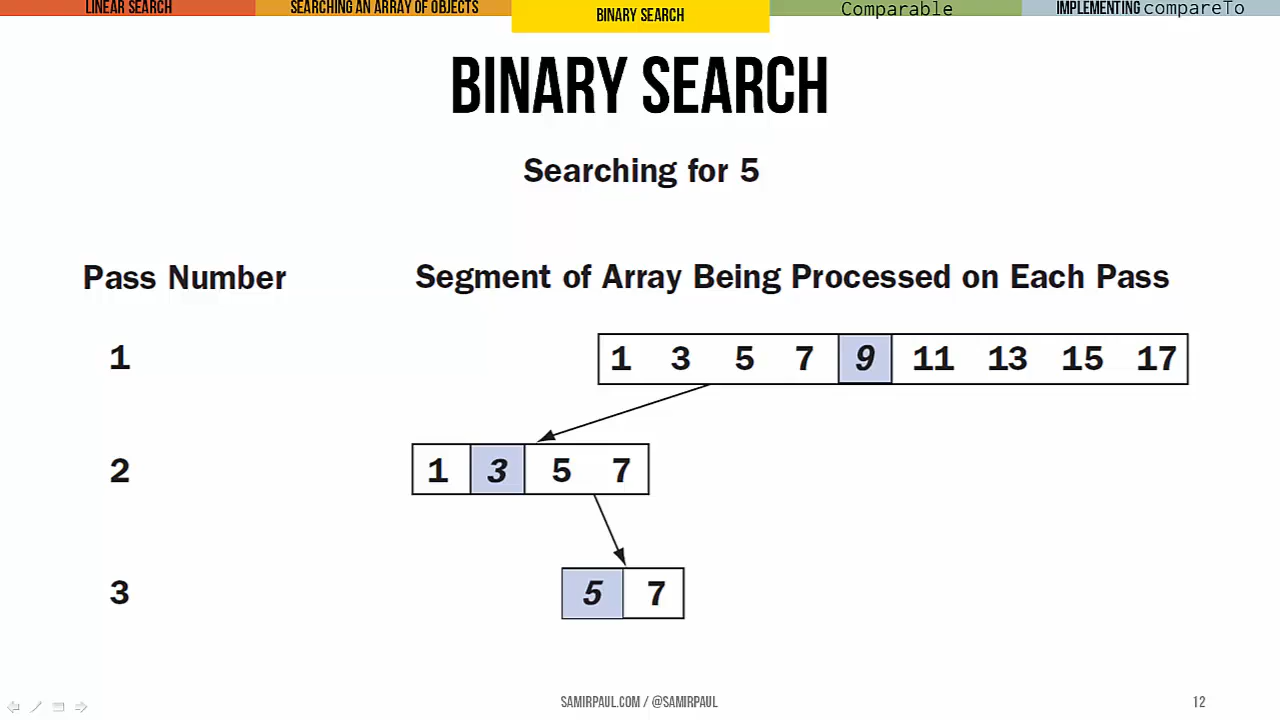 LINEAR SEARCH
SEARCHING AN ARRAY OF OBJECTS
BINARY SEARCH
Comparable
IMPLEMENTING compareTo
BINARY SEARCH
Searching for 5
Pass Number
Segment of Array Being Processed on Each Pass
1
1 3 5 7 9 11 13 15 17
2
1 3 5 7
3
5 7
SAMIRPAUL.COM / @SAMIRPAUL
12